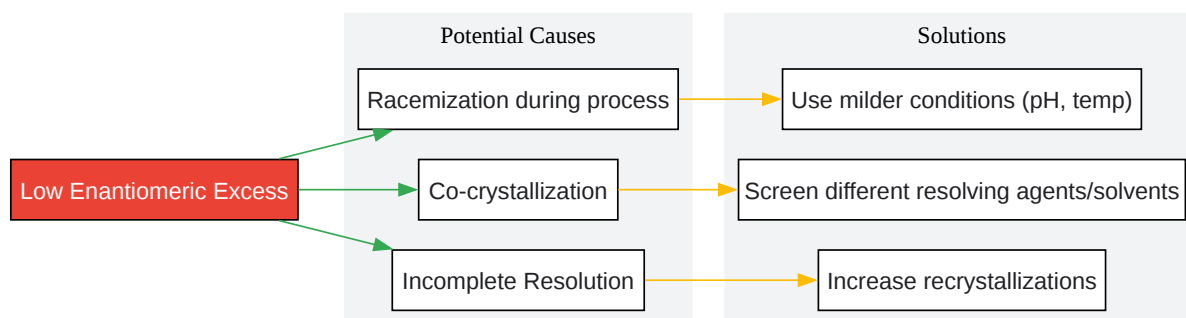 Potential Causes
Solutions
Racemization during process
Use milder conditions (pH, temp)
Low Enantiomeric Excess
Co-crystallization
Screen different resolving agents/solvents
Incomplete Resolution
Increase recrystallizations